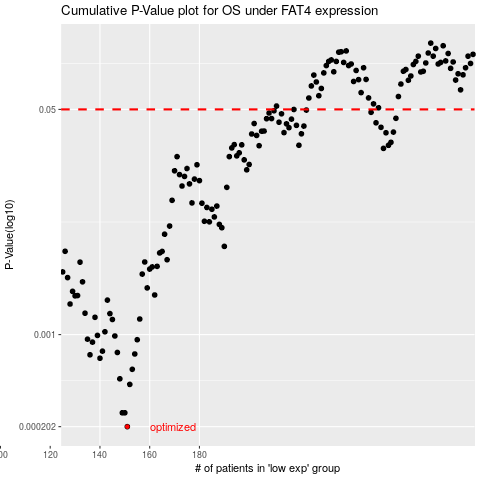 Cumulative P-Value plot for OS under FAT4 expression
P-Value(log10)
0.05
0.001
0.000202
optimized
00 120 140 160 180
# of patients in 'low exp' group